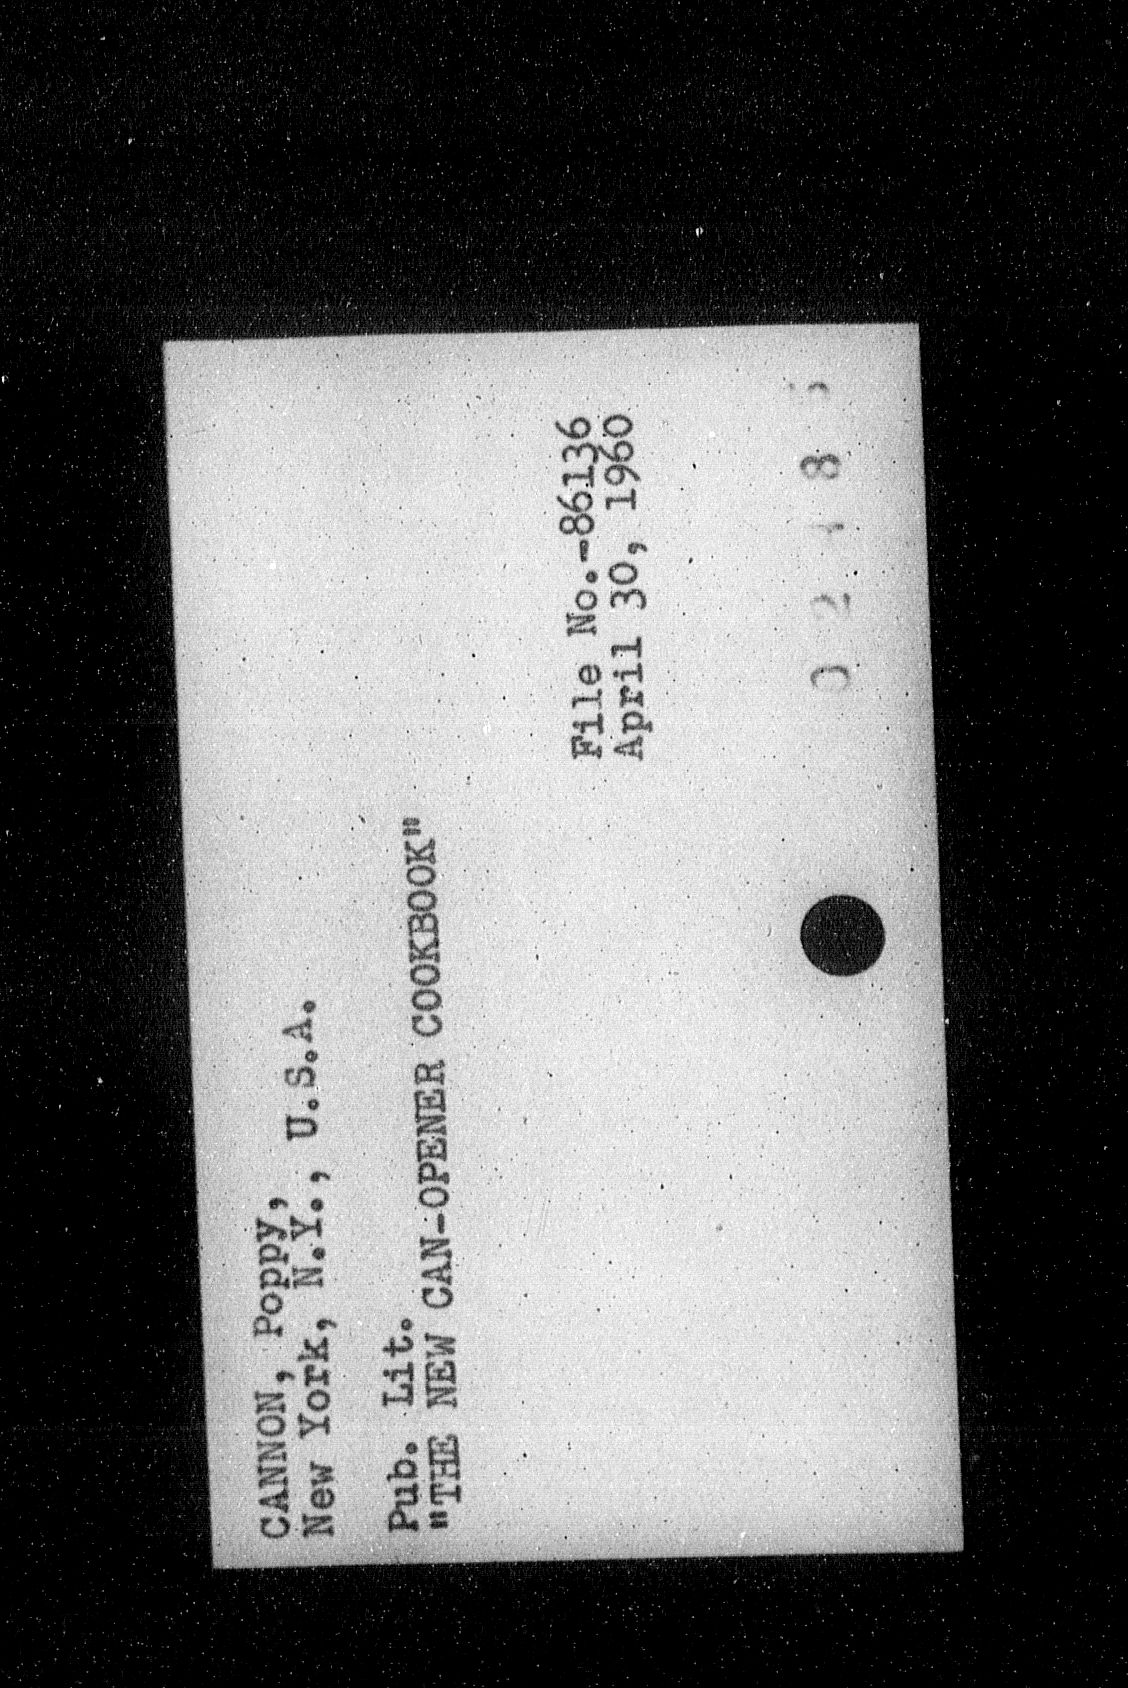 CANNON, Poppy,
New York, N.Y., U.S.A.
Pub. Lit.
"THE NEW CAN-OPENER COOKBOOK"
File No.-86136
April 30, 1960